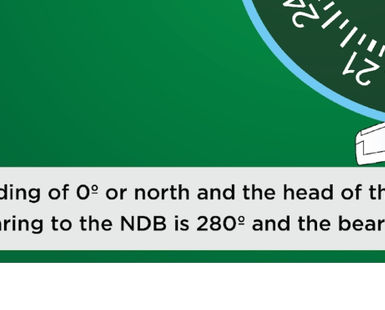 24
21
ding of 0º or north and the head of th
ring to the NDB is 280º and the bear